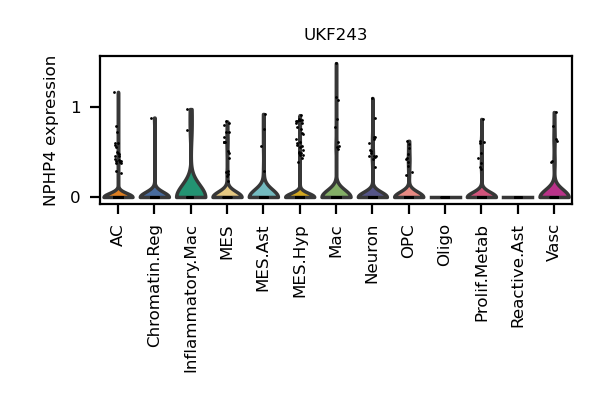 UKF243
NPHP4 expression
1
0
AC
Chromatin.Reg
Inflammatory.Mac
MES
MES.Ast
MES.Hyp
Mac
Neuron
OPC
Oligo
Prolif.Metab
Reactive.Ast
Vasc